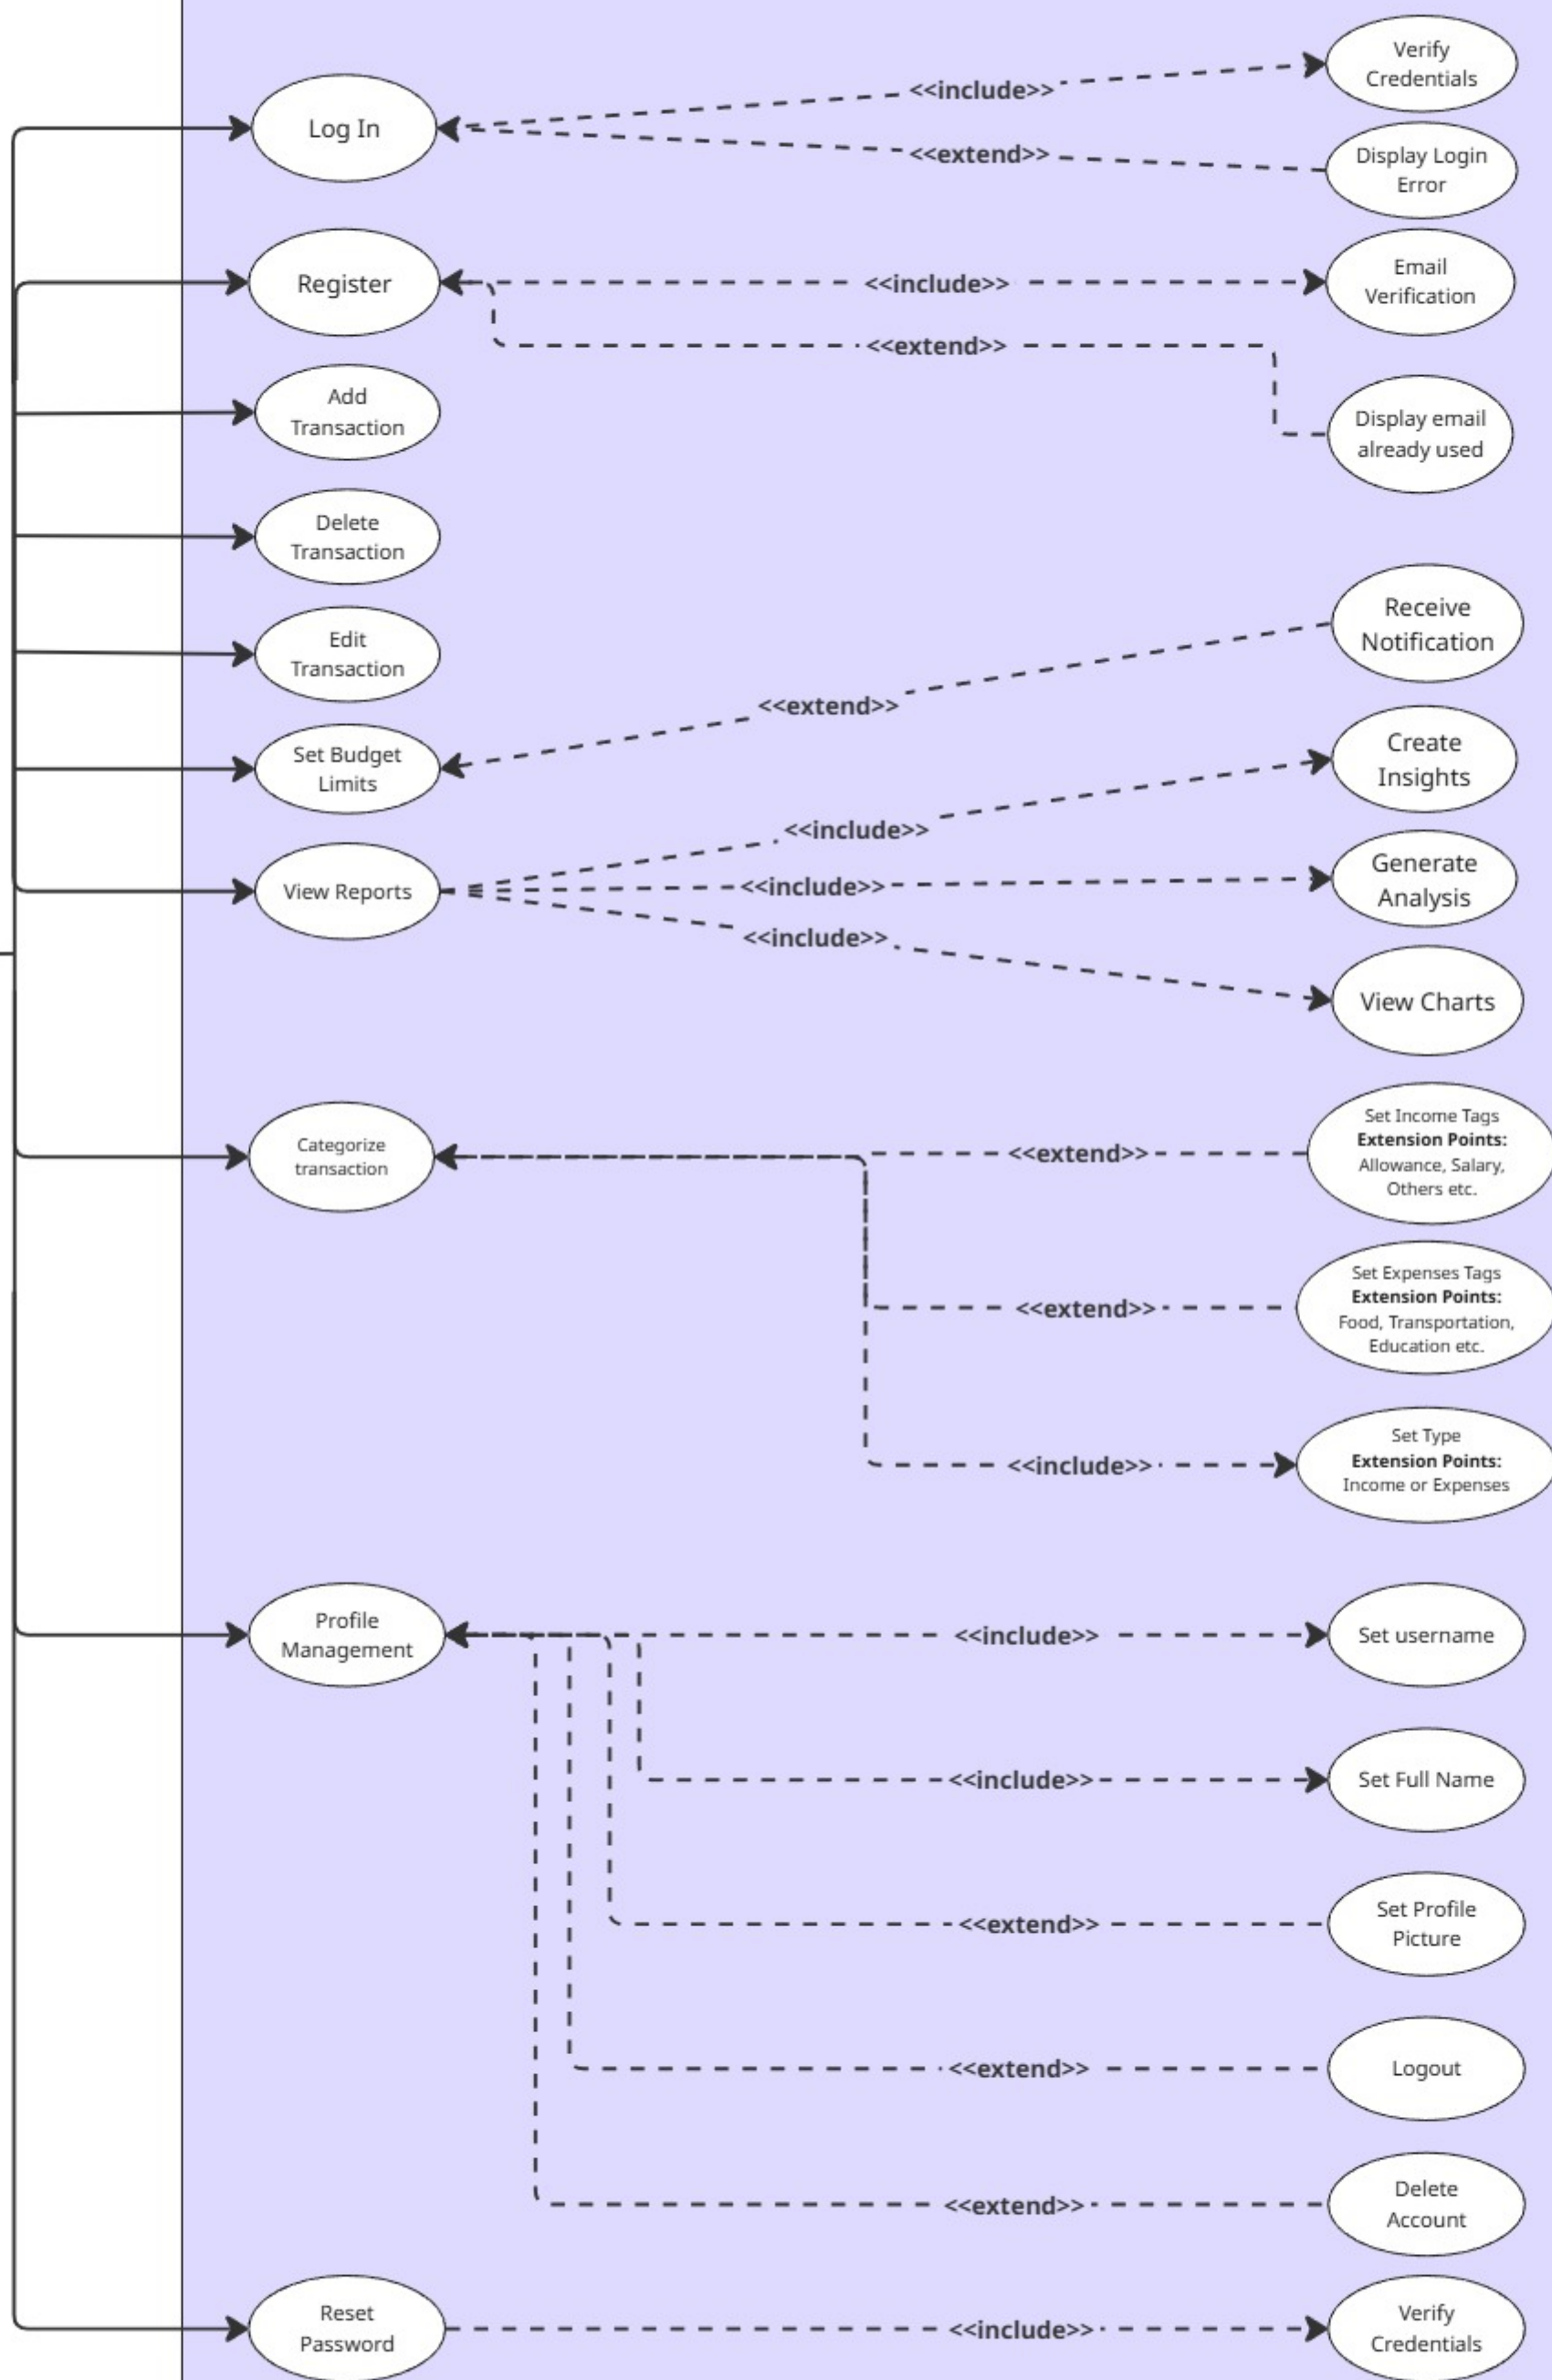 Verify
Credentials
<<include>>
Log In
<<extend>>
Display Login
Error
Register
<<include>>
Email
Verification
<<extend>>
Add
Transaction
Display email
already used
Delete
Transaction
Receive
Notification
Edit
Transaction
<<extend>>
Set Budget
Limits
Create
Insights
<<include>>
View Reports
<<include>>
Generate
Analysis
<<include>>
View Charts
Categorize
transaction
<<extend>>
Set Income Tags
Extension Points:
Allowance, Salary,
Others etc.
<<extend>>
Set Expenses Tags
Extension Points:
Food, Transportation,
Education etc.
<<include>>
Set Type
Extension Points:
Income or Expenses
Profile
Management
<<include>>
Set username
<<include>>
Set Full Name
<<extend>>
Set Profile
Picture
<<extend>>
Logout
<<extend>>
Delete
Account
Reset
Password
<<include>>
Verify
Credentials